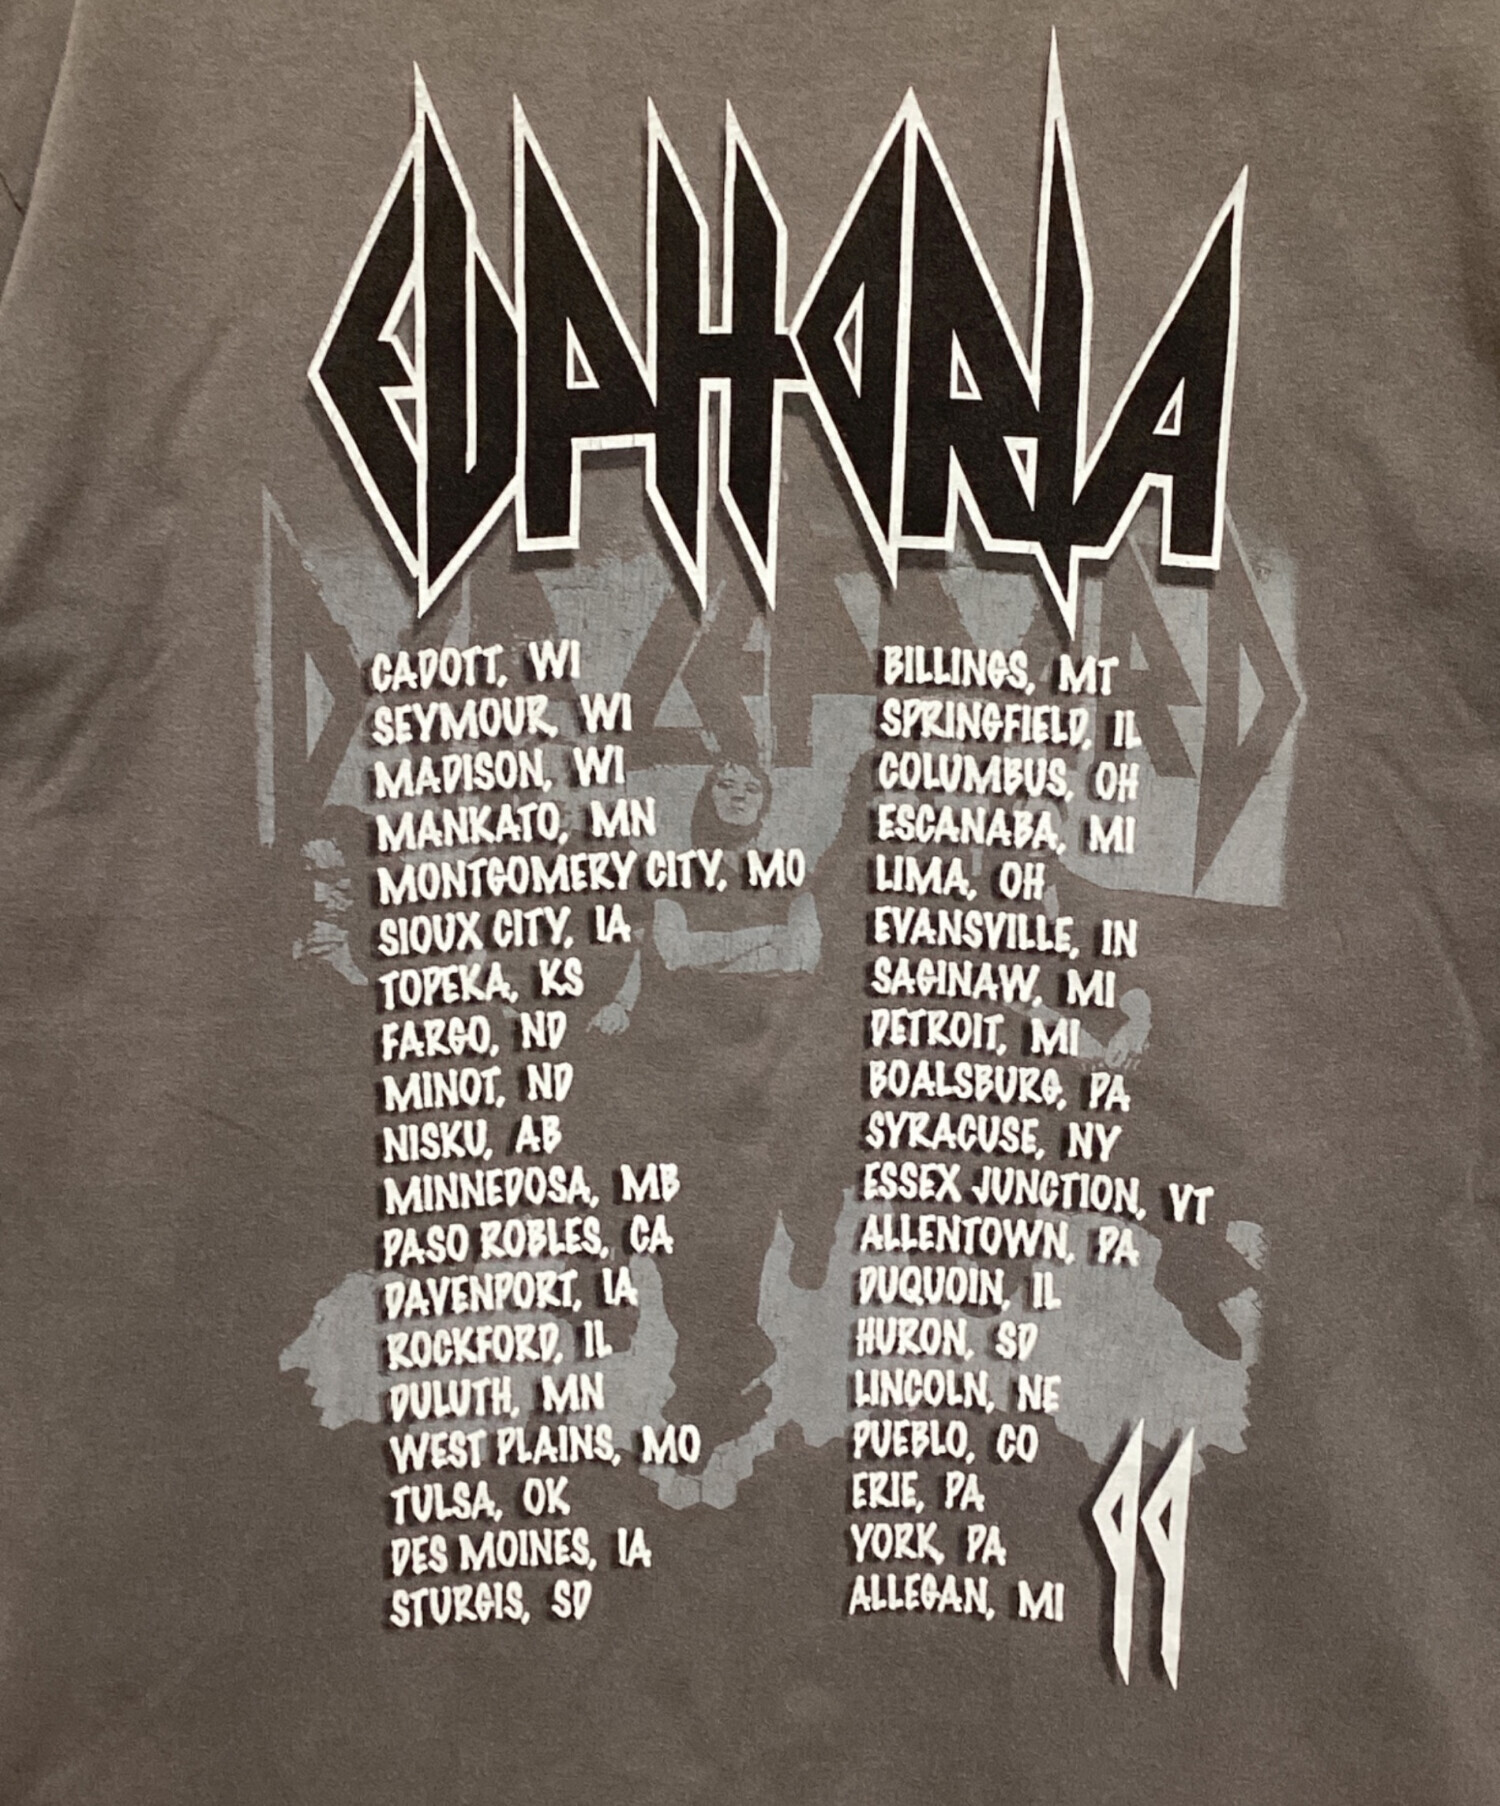 EUPHORIA
DEF LEPPARD
CADOTT, WI
SEYMOUR, WI
MADISON, WI
MANKATO, MN
MONTGOMERY CITY, MO
SIOUX CITY, IA
TOPEKA, KS
FARGO, ND
MINOT, ND
NISKU, AB
MINNEDOSA, MB
PASO ROBLES, CA
DAVENPORT, IA
ROCKFORD, IL
DULUTH, MN
WEST PLAINS, MO
TULSA, OK
DES MOINES, IA
STURGIS, SD
BILLINGS, MT
SPRINGFIELD, IL
COLUMBUS, OH
ESCANABA, MI
LIMA, OH
EVANSVILLE, IN
SAGINAW, MI
DETROIT, MI
BOALSBURG, PA
SYRACUSE, NY
ESSEX JUNCTION, VT
ALLENTOWN, PA
DUQUOIN, IL
HURON, SD
LINCOLN, NE
PUEBLO, CO
ERIE, PA
YORK, PA
ALLEGAN, MI
99